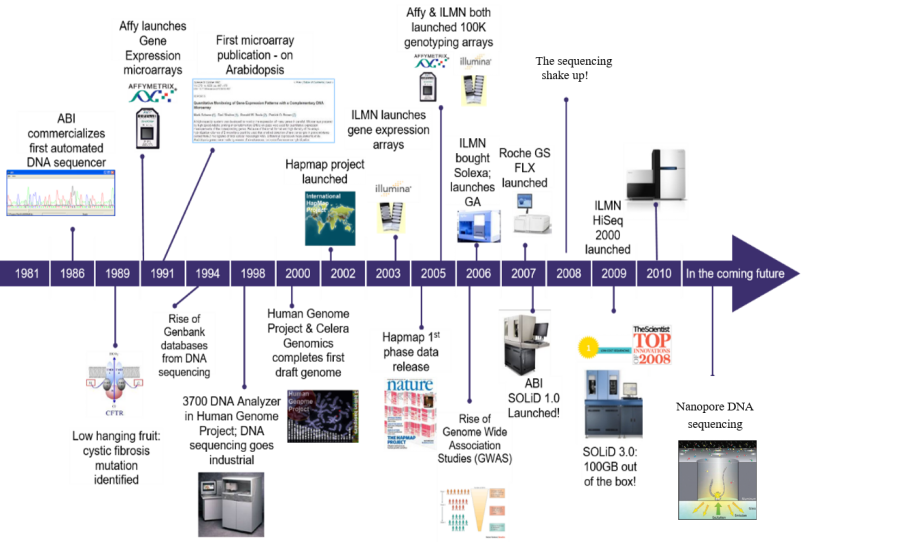 Affy launches
Gene
Expression
microarrays
AFFYMETRIX
First microarray
publication - on
Arabidopsis
Quantitative Monitoring of Gene Expression Patterns with a Complementary DNA
Microarray
ABI
commercializes
first automated
DNA sequencer
Hapmap project
launched
International
HapMap
Project
ILMN launches
gene expression
arrays
illumina
Affy & ILMN both
launched 100K
genotyping arrays
AFFYMETRIX
illumina
ILMN
bought
Solexa;
launches
GA
Roche GS
FLX
launched
The sequencing
shake up!
ILMN
HiSeq
2000
launched
1981 1986 1989 1991 1994 1998 2000 2002 2003 2005 2006 2007 2008 2009 2010 In the coming future
CFTR
Low hanging fruit:
cystic fibrosis
mutation
identified
Rise of
Genbank
databases
from DNA
sequencing
3700 DNA Analyzer
in Human Genome
Project; DNA
sequencing goes
industrial
Human Genome
Project & Celera
Genomics
completes first
draft genome
Human
Genome
Project
Hapmap 1st
phase data
release
nature
THE HAPMAP
PROJECT
Rise of
Genome Wide
Association
Studies (GWAS)
ABI
SOLiD 1.0
Launched!
1
TheScientist
TOP
INNOVATIONS
2008
SOLiD 3.0:
100GB out
of the box!
Nanopore DNA
sequencing